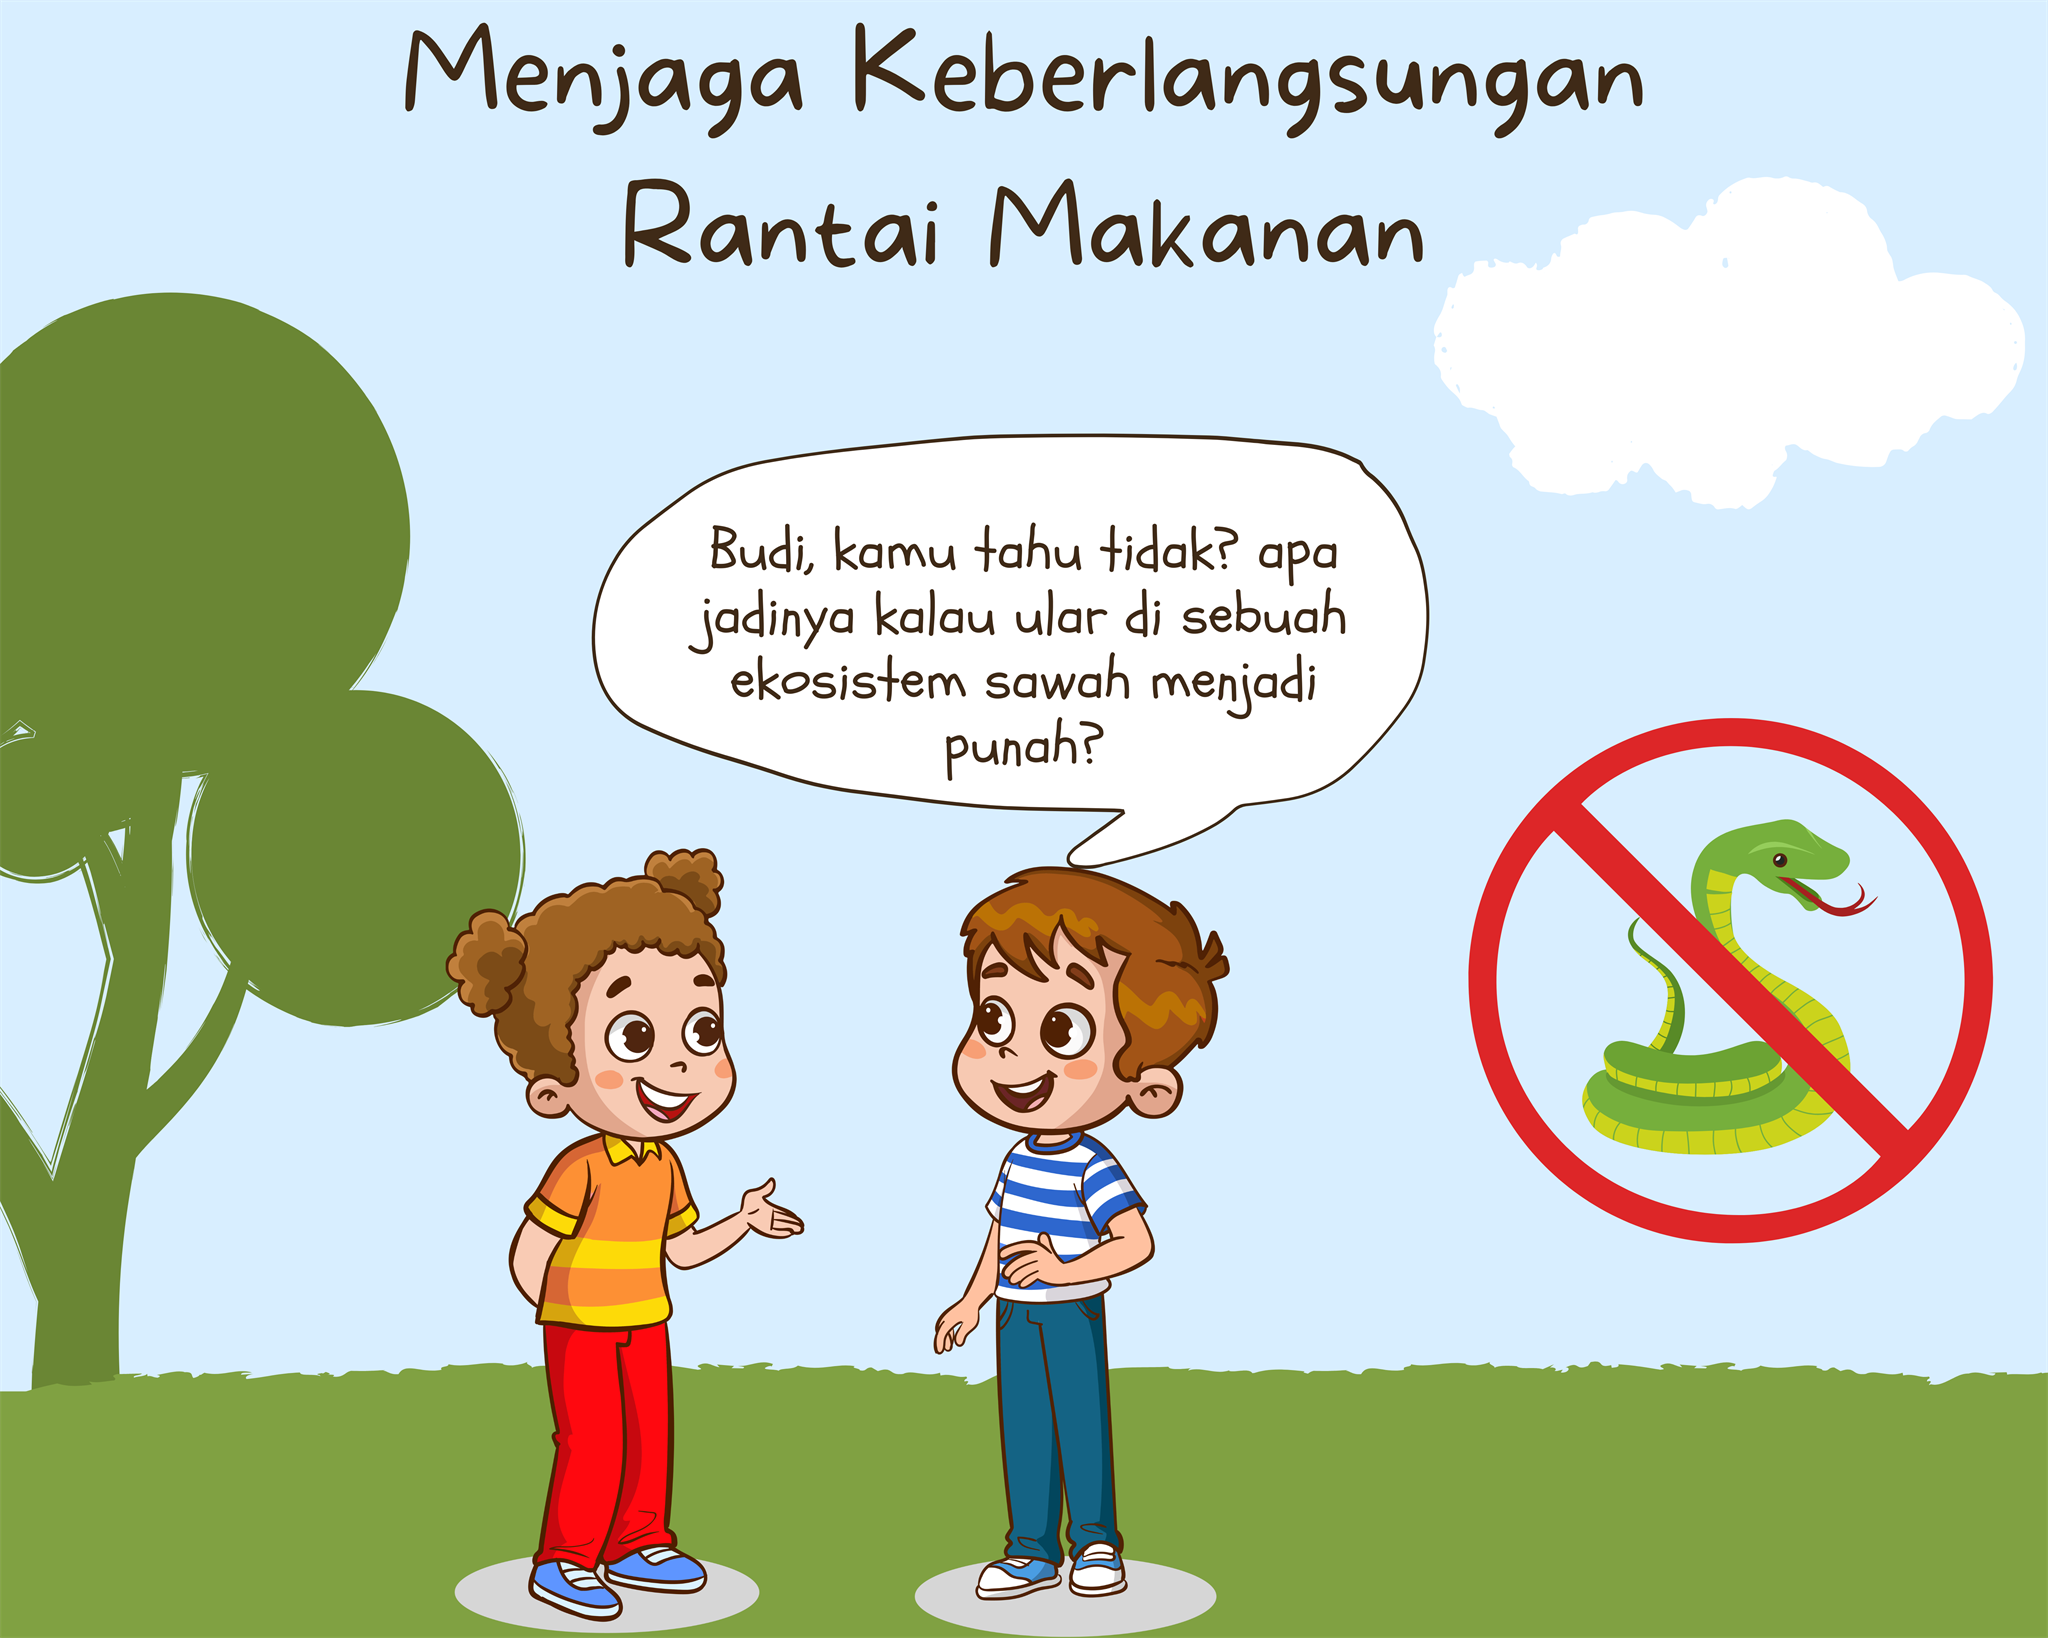 Menjaga Keberlangsungan
Rantai Makanan
Budi, kamu tahu tidak? apa
jadinya kalau ular di sebuah
ekosistem sawah menjadi
punah?